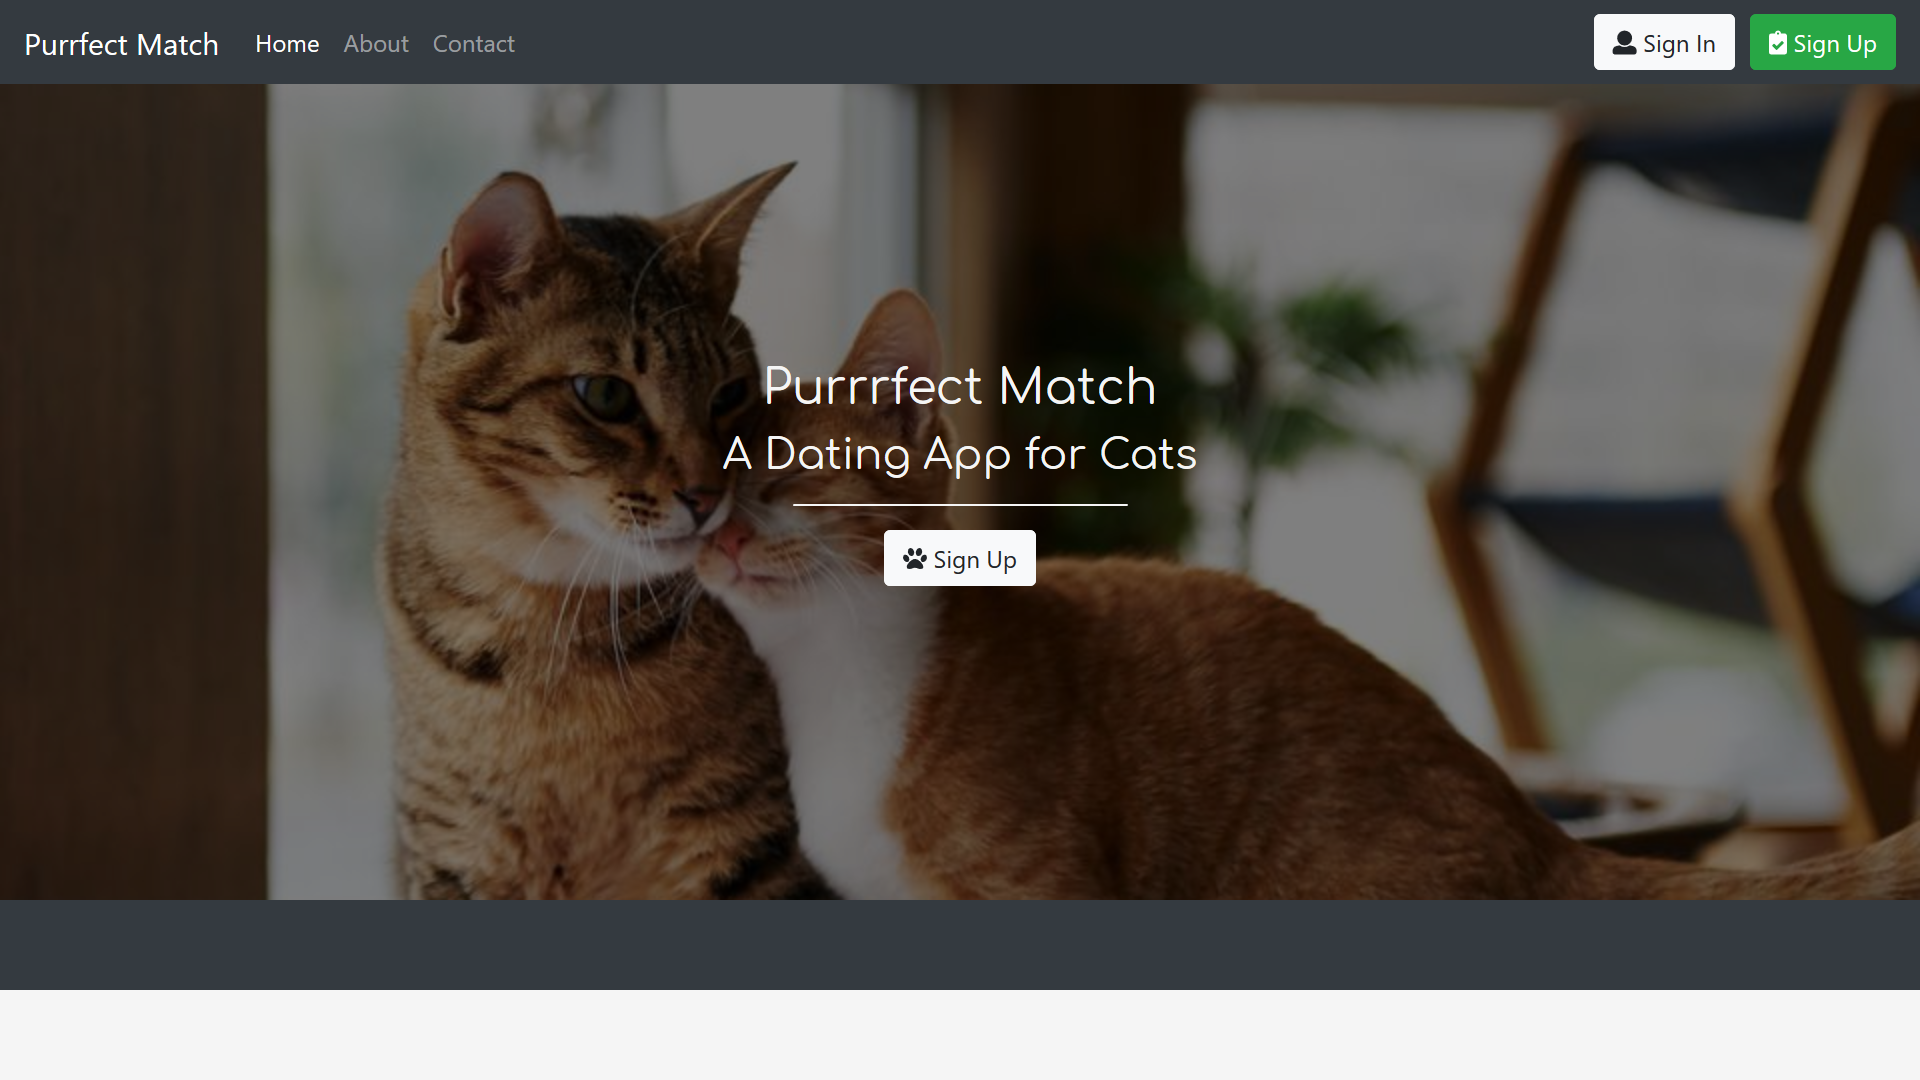 Purrfect Match Home About Contact Sign In Sign Up
Purrrfect Match
A Dating App for Cats
Sign Up